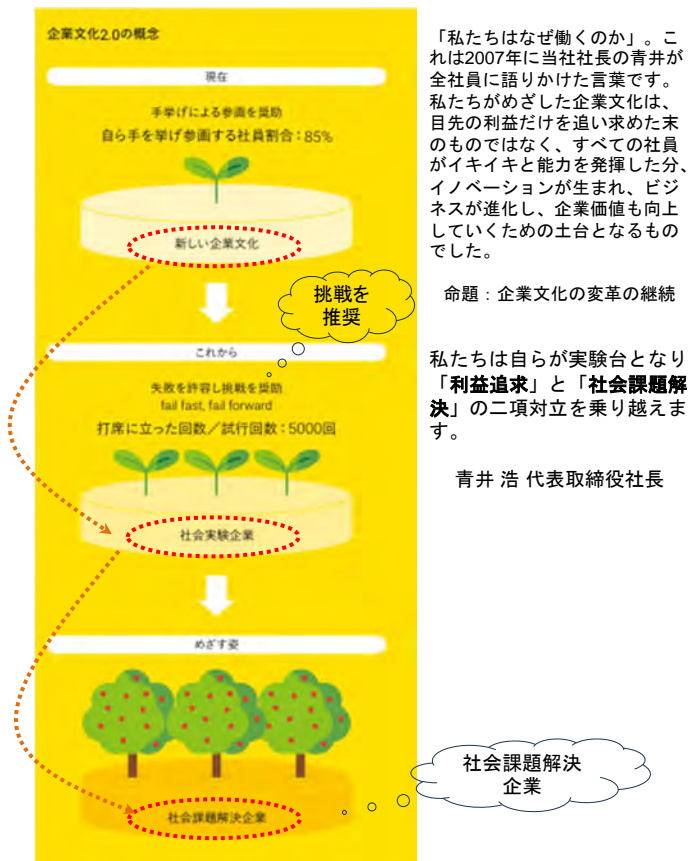 企業文化2.0の概念
現在
手挙げによる参画を奨励
自ら手を挙げ参画する社員割合：85%
新しい企業文化
挑戦を
推奨
これから
失敗を許容し挑戦を奨励
fail fast, fail forward
打席に立った回数／試行回数：5000回
社会実験企業
めざす姿
社会課題解決企業
社会課題解決
企業
「私たちはなぜ働くのか」。こ
れは2007年に当社社長の青井が
全社員に語りかけた言葉です。
私たちがめざした企業文化は、
目先の利益だけを追い求めた末
のものではなく、すべての社員
がイキイキと能力を発揮した分、
イノベーションが生まれ、ビジ
ネスが進化し、企業価値も向上
していくための土台となるもの
でした。
命題：企業文化の変革の継続
私たちは自らが実験台となり
「利益追求」と「社会課題解
決」の二項対立を乗り越えま
す。
青井 浩 代表取締役社長